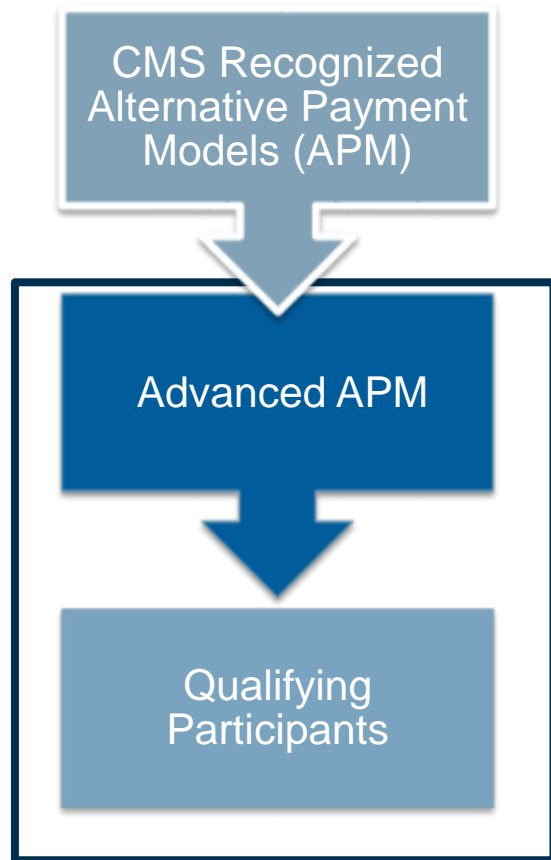 CMS Recognized
Alternative Payment
Models (APM)
Advanced APM
Qualifying
Participants